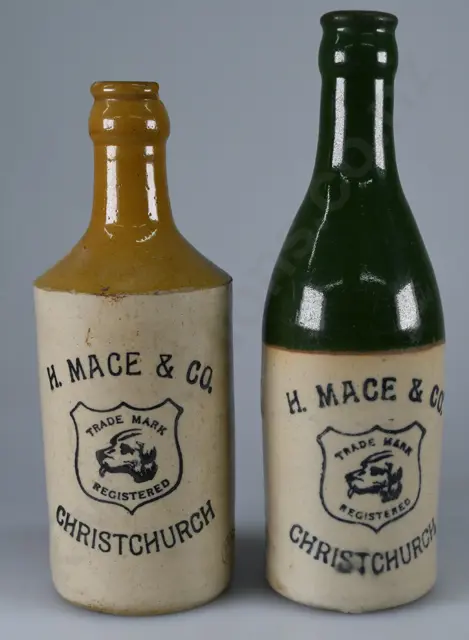 H. MACE & CO.
TRADE MARK
REGISTERED
CHRISTCHURCH
H. MACE & CO
TRADE MARK
REGISTERED
CHRISTCHURCH